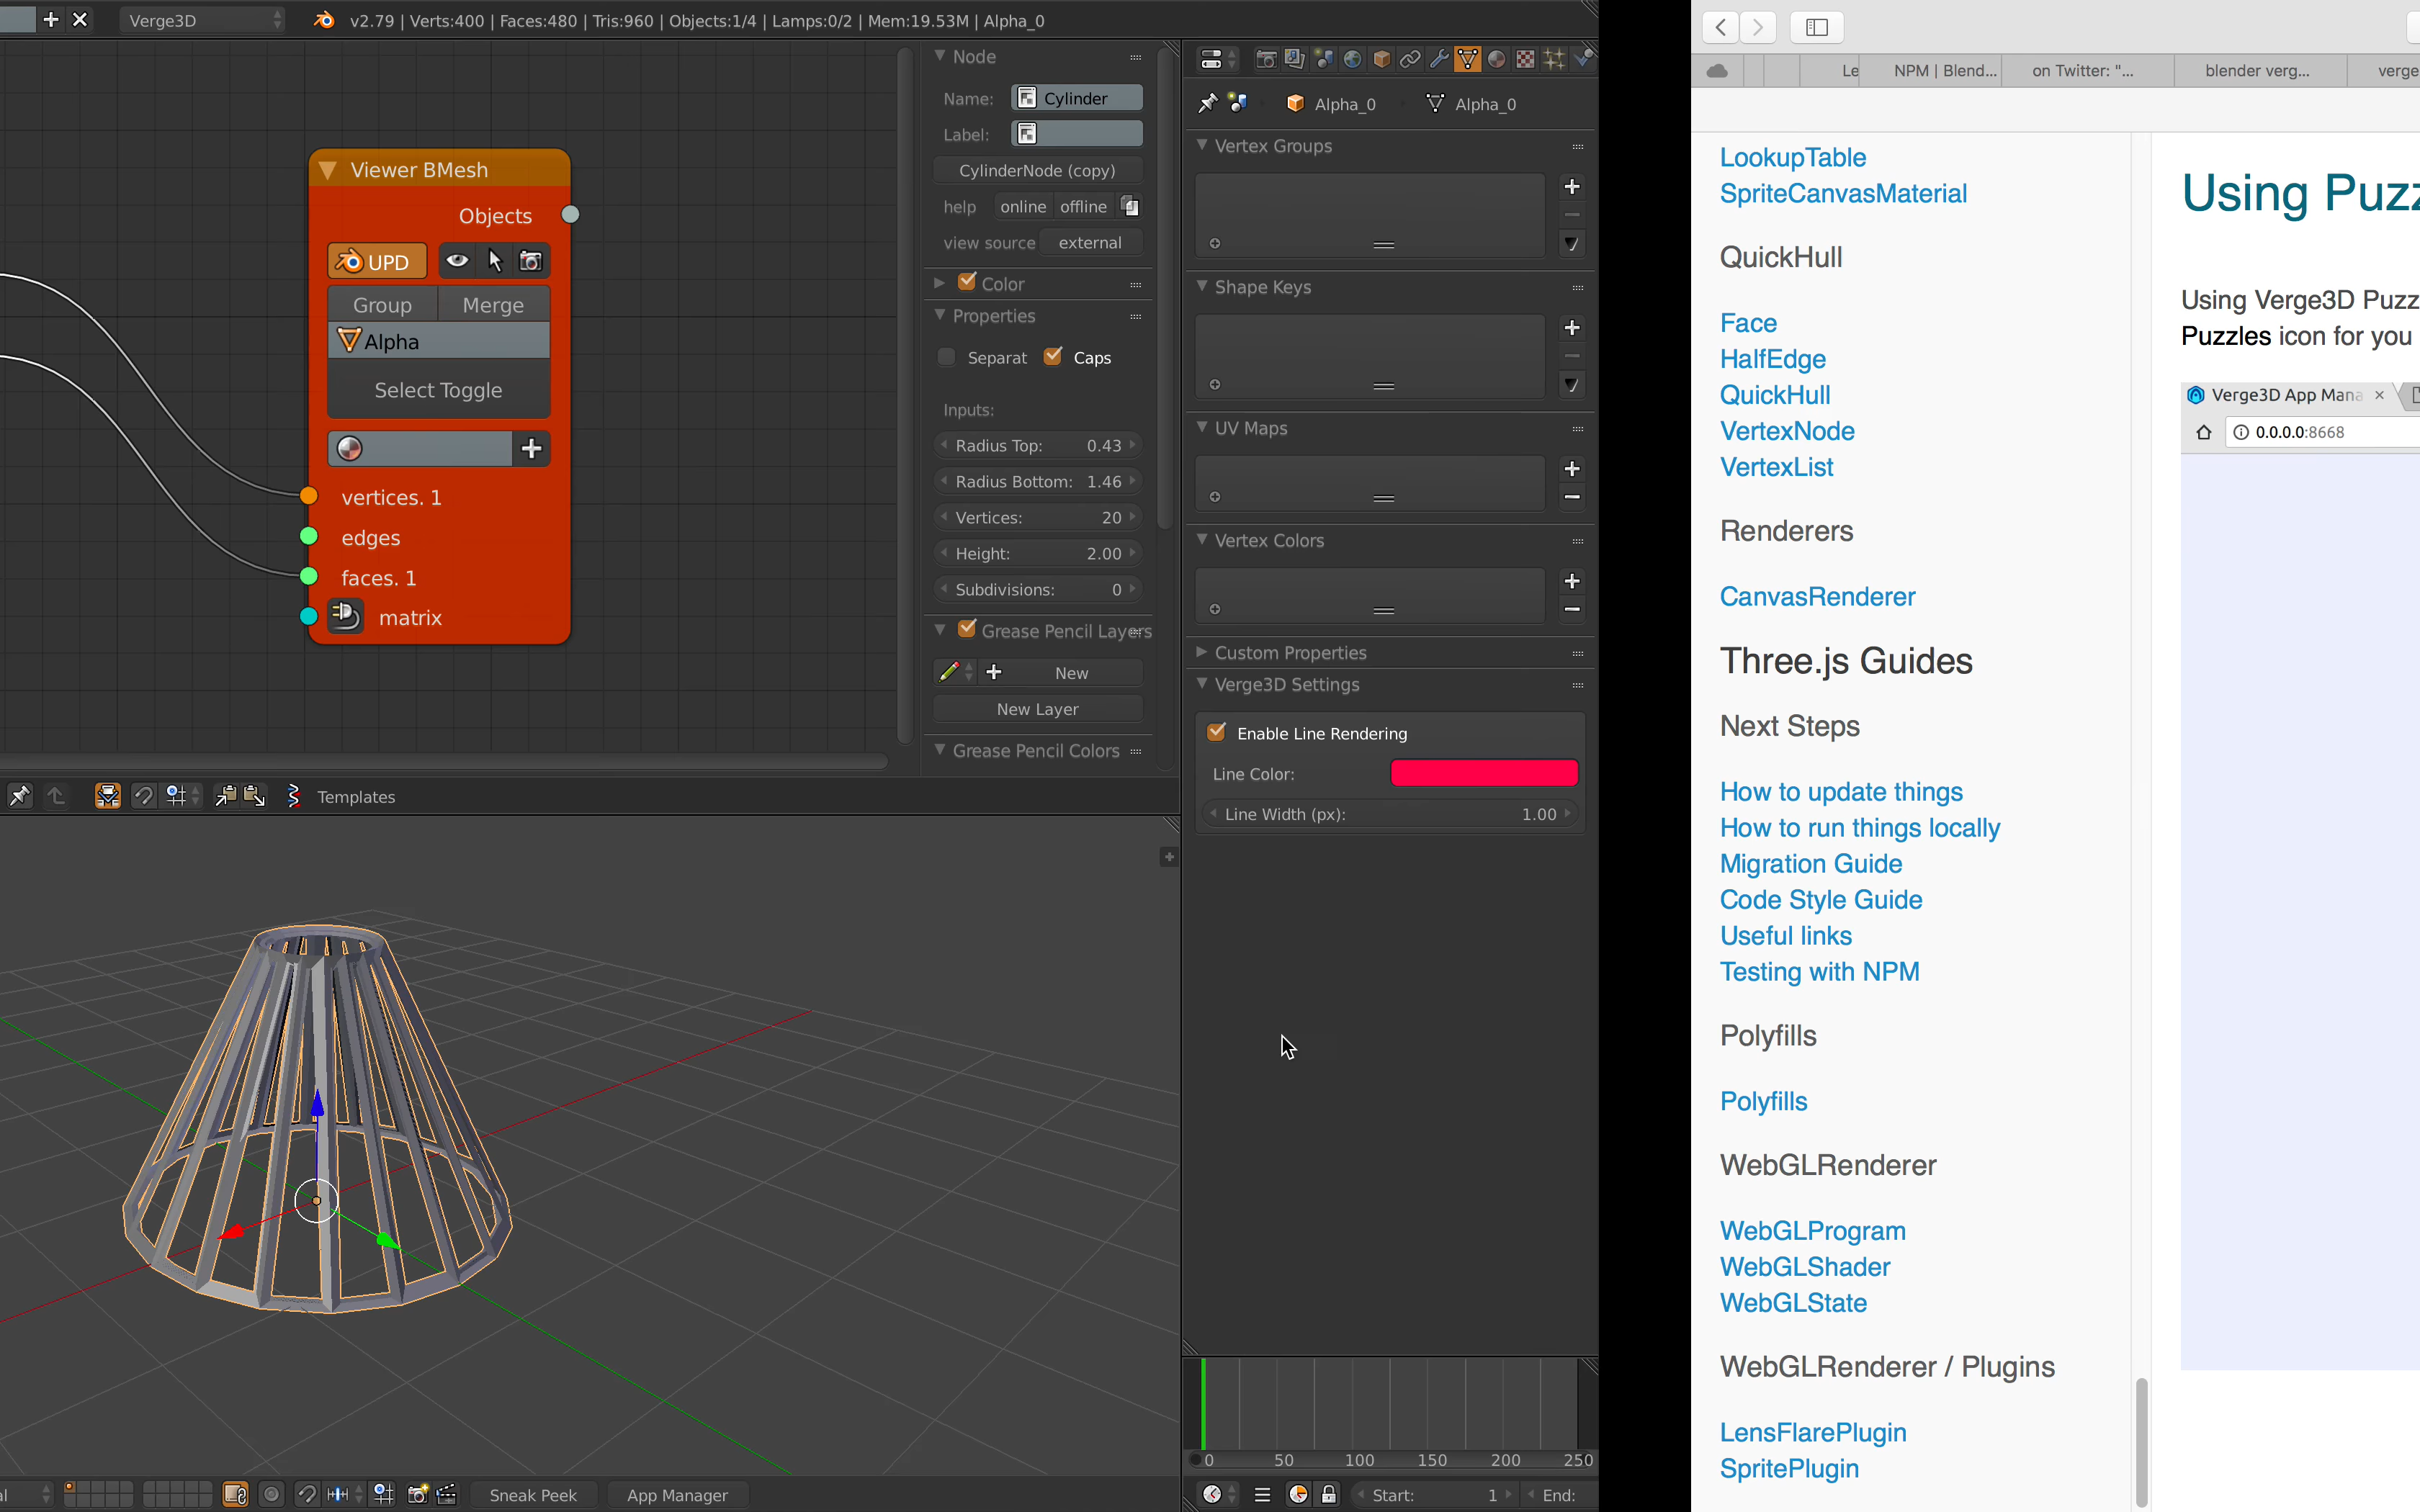 Verge3D
v2.79 | Verts:400 | Faces:480 | Tris:960 | Objects:1/4 | Lamps:0/2 | Mem:19.53M | Alpha_0
Viewer BMesh
Objects
UPD
Group Merge
Alpha
Select Toggle
vertices. 1
edges
faces. 1
matrix
Templates
Node
Name: Cylinder
Label:
CylinderNode (copy)
help online offline
view source external
Color
Properties
Separat Caps
Inputs:
Radius Top: 0.43
Radius Bottom: 1.46
Vertices: 20
Height: 2.00
Subdivisions: 0
Grease Pencil Layers
New
New Layer
Grease Pencil Colors
Alpha_0 Alpha_0
Vertex Groups
Shape Keys
UV Maps
Vertex Colors
Custom Properties
Verge3D Settings
Enable Line Rendering
Line Color:
Line Width (px): 1.00
0 50 100 150 200 250
Start: 1 End:
al
Sneak Peek App Manager
Le
NPM | Blend...
on Twitter: "...
blender verg...
verge
LookupTable
SpriteCanvasMaterial
QuickHull
Face
HalfEdge
QuickHull
VertexNode
VertexList
Renderers
CanvasRenderer
Three.js Guides
Next Steps
How to update things
How to run things locally
Migration Guide
Code Style Guide
Useful links
Testing with NPM
Polyfills
Polyfills
WebGLRenderer
WebGLProgram
WebGLShader
WebGLState
WebGLRenderer / Plugins
LensFlarePlugin
SpritePlugin
Using Puzz
Using Verge3D Puzz
Puzzles icon for you
Verge3D App Mana
0.0.0.0:8668